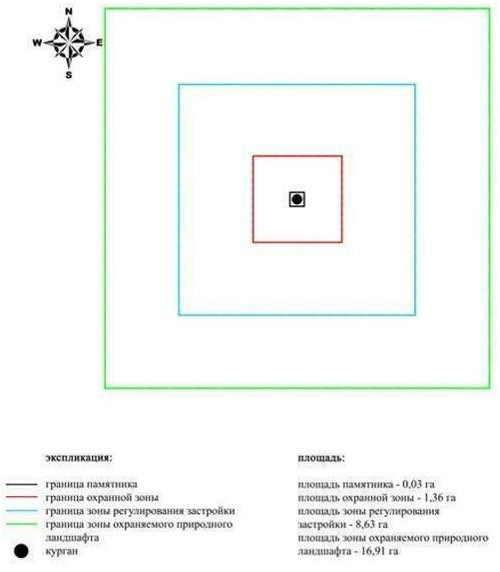 N
W E
S
экспликация:
граница памятника
граница охранной зоны
граница зоны регулирования застройки
граница зоны охраняемого природного
ландшафта
курган
площадь:
площадь памятника - 0,03 га
площадь охранной зоны - 1,36 га
площадь зоны регулирования
застройки - 8,63 га
площадь зоны охраняемого природного
ландшафта - 16,91 га